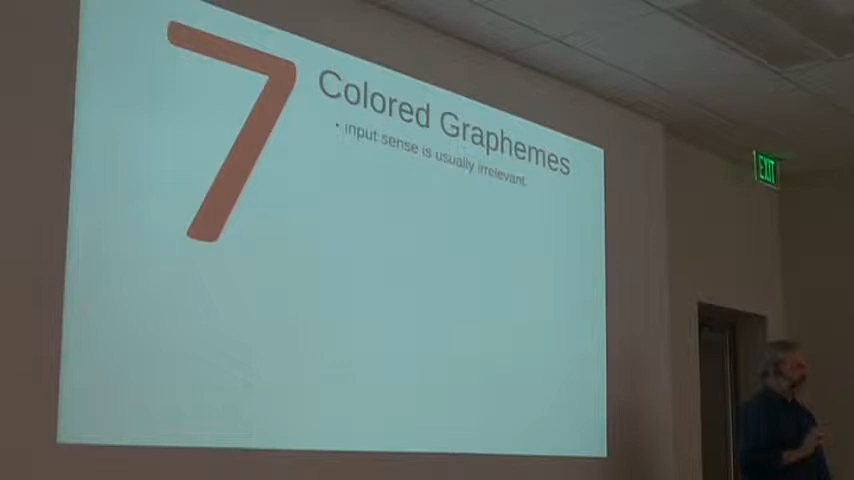 7
Colored Graphemes
• input sense is usually irrelevant.
EXIT